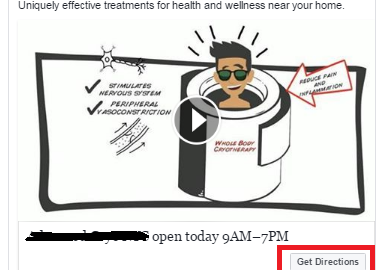 Uniquely effective treatments for health and wellness near your home.
STIMULATES
NERVOUS SYSTEM
PERIPHERAL
VASOCONSTRICTION
REDUCE PAIN
AND
INFLAMMATION
WHOLE BODY
CRYOTHERAPY
open today 9AM–7PM
Get Directions